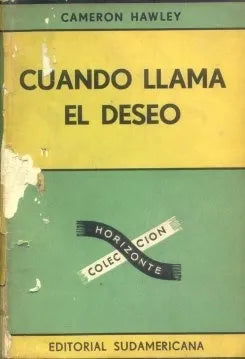 CAMERON HAWLEY
CUANDO LLAMA
EL DESEO
COLECCION
HORIZONTE
EDITORIAL SUDAMERICANA